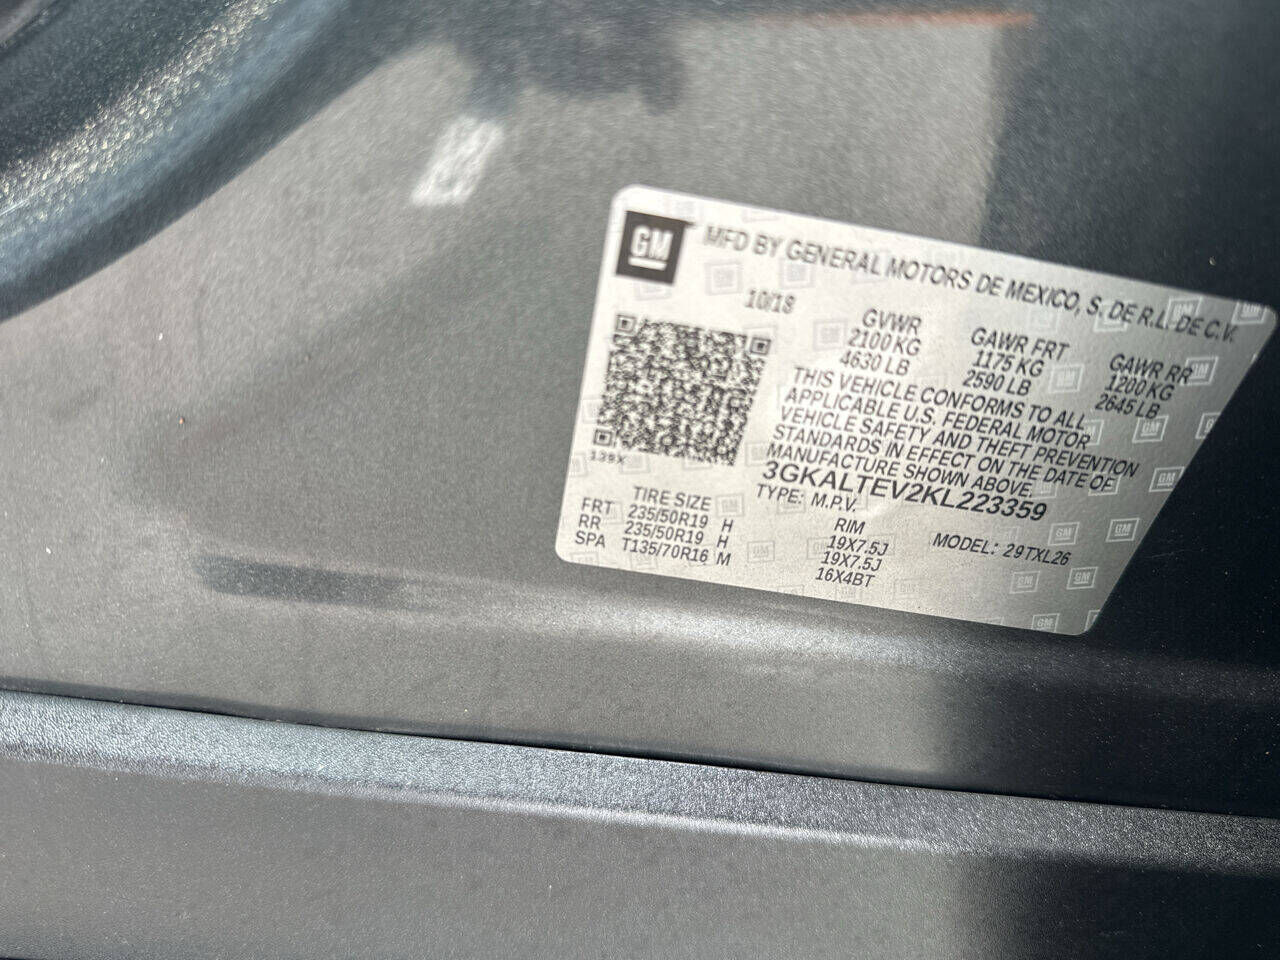 GM
MFD BY GENERAL MOTORS DE MEXICO, S. DE R.L. DE C.V.
10/18
GVWR GAWR FRT GAWR RR
2100 KG 1175 KG 1200 KG
4630 LB 2590 LB 2645 LB
THIS VEHICLE CONFORMS TO ALL
APPLICABLE U.S. FEDERAL MOTOR
VEHICLE SAFETY AND THEFT PREVENTION
STANDARDS IN EFFECT ON THE DATE OF
MANUFACTURE SHOWN ABOVE.
139X
3GKALTEV2KL223359
TYPE: M.P.V. MODEL: 29TXL26
TIRE SIZE RIM
FRT 235/50R19 H 19X7.5J
RR 235/50R19 H 19X7.5J
SPA T135/70R16 M 16X4BT